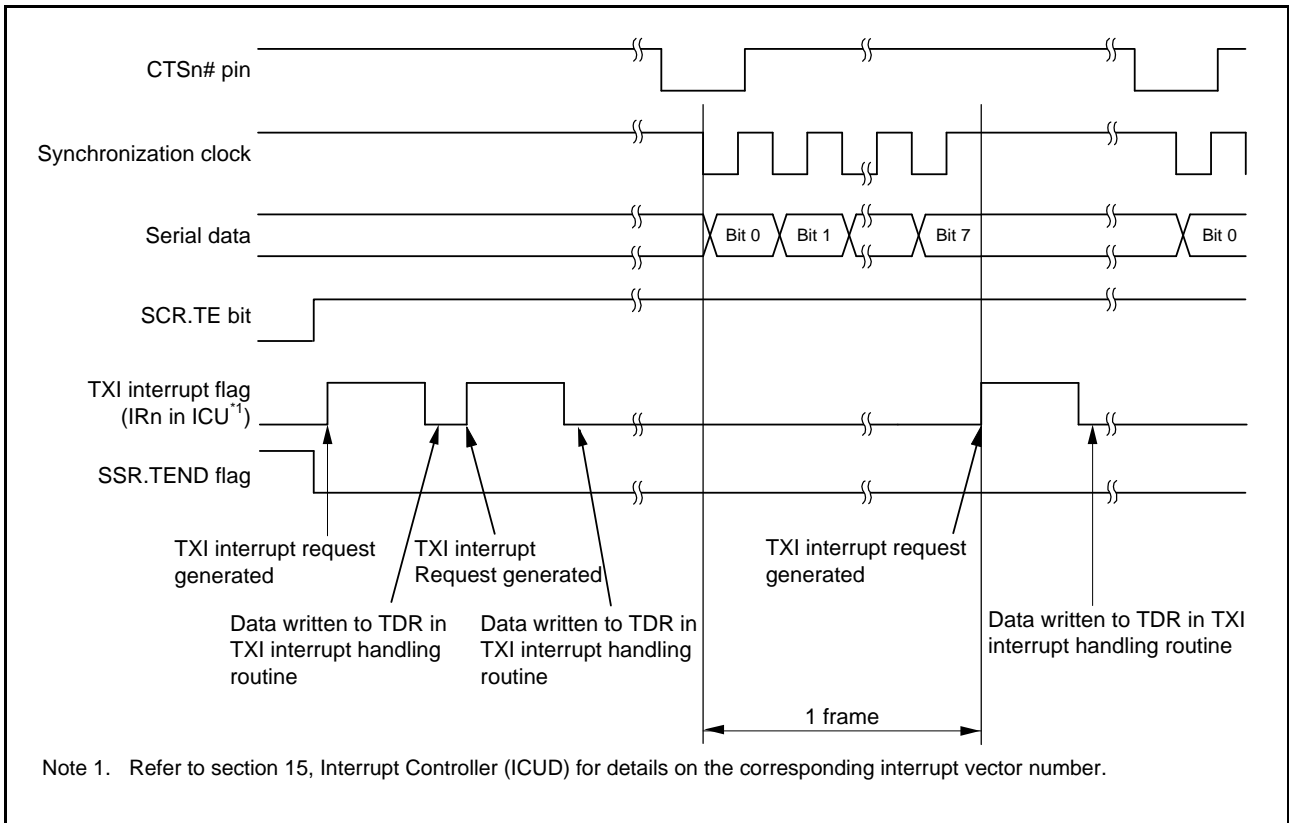 CTSn# pin
Synchronization clock
Serial data
Bit 0
Bit 1
Bit 7
Bit 0
SCR.TE bit
TXI interrupt flag
(IRn in ICU*1)
SSR.TEND flag
TXI interrupt request
generated
TXI interrupt
Request generated
TXI interrupt request
generated
Data written to TDR in
TXI interrupt handling
routine
Data written to TDR in
TXI interrupt handling
routine
Data written to TDR in TXI
interrupt handling routine
1 frame
Note 1. Refer to section 15, Interrupt Controller (ICUD) for details on the corresponding interrupt vector number.